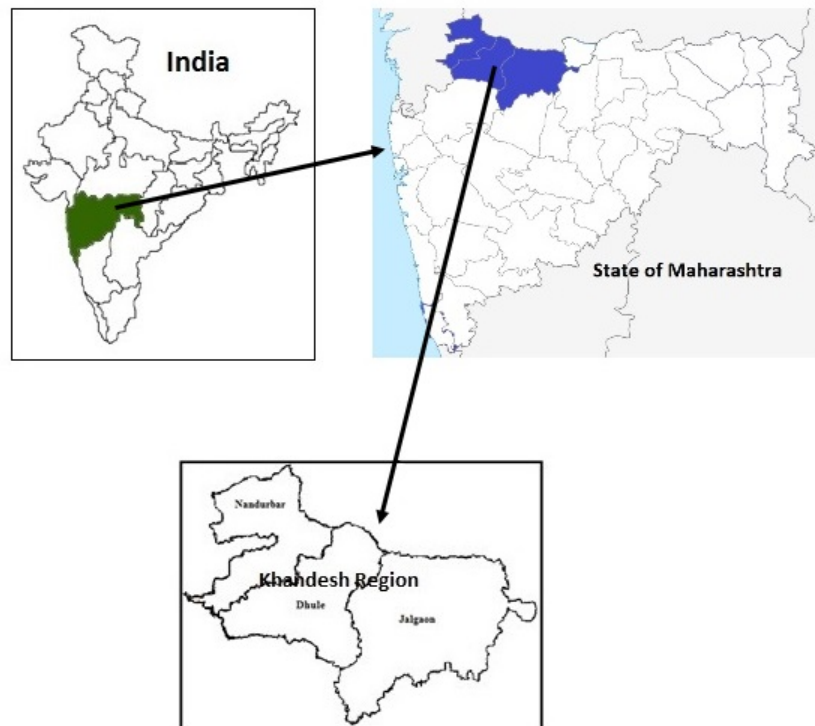 India
State of Maharashtra
Nandurbar
Khandesh Region
Dhule
Jalgaon